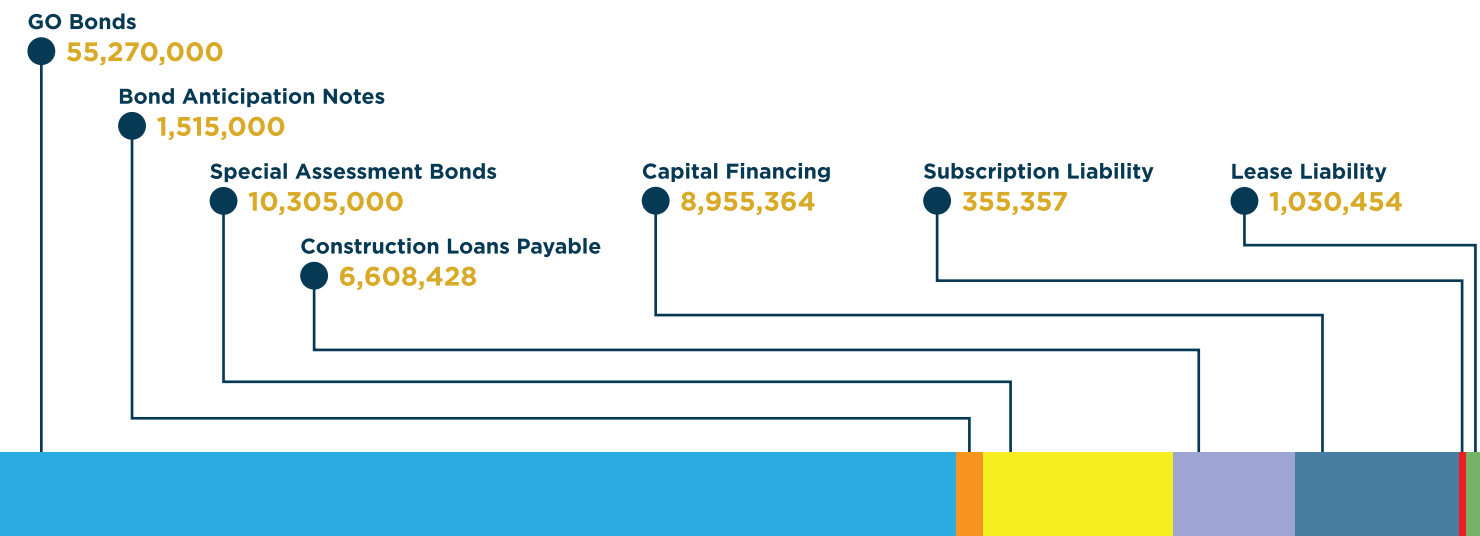 GO Bonds
55,270,000
Bond Anticipation Notes
1,515,000
Special Assessment Bonds
10,305,000
Construction Loans Payable
6,608,428
Capital Financing
8,955,364
Subscription Liability
355,357
Lease Liability
1,030,454